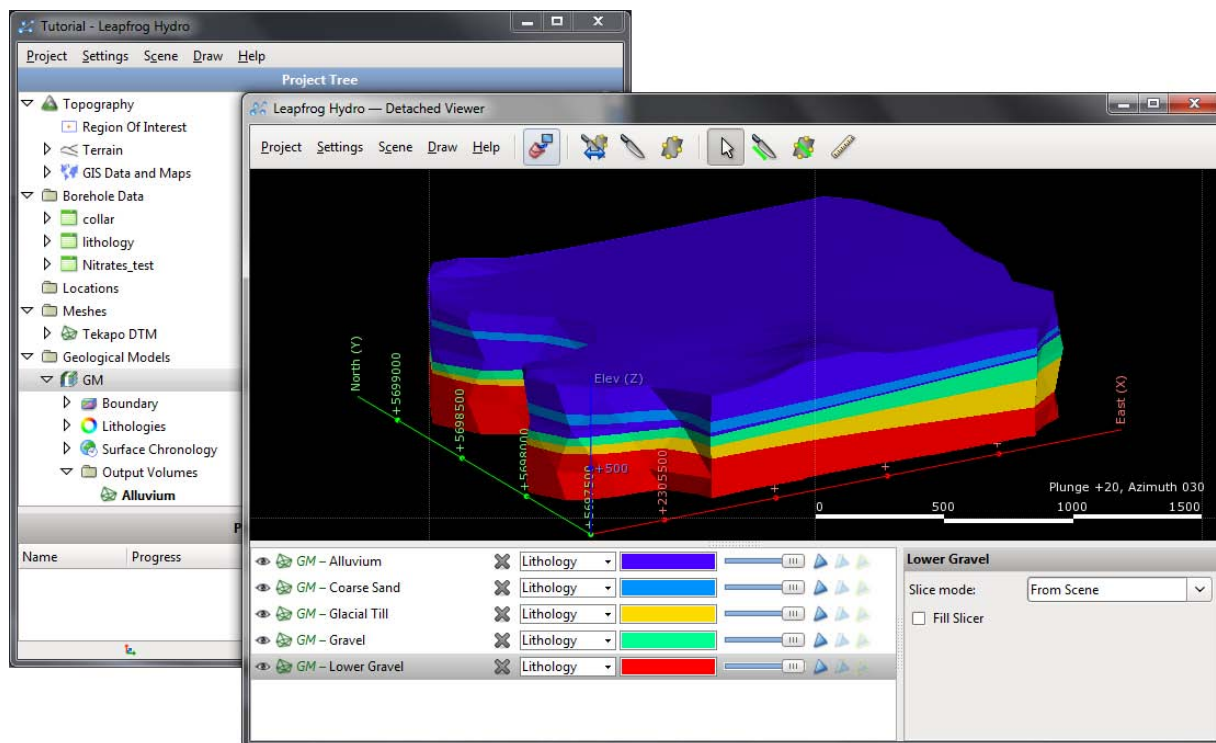 Tutorial - Leapfrog Hydro
Project Settings Scene Draw Help
Project Tree
Topography
Region Of Interest
Terrain
GIS Data and Maps
Borehole Data
collar
lithology
Nitrates_test
Locations
Meshes
Tekapo DTM
Geological Models
GM
Boundary
Lithologies
Surface Chronology
Output Volumes
Alluvium
P
Name Progress
Leapfrog Hydro — Detached Viewer
Project Settings Scene Draw Help
North (Y)
+5699000
+5698500
+5698000
+5697500
Elev (Z)
+500
+2305500
East (X)
Plunge +20, Azimuth 030
0 500 1000 1500
GM – Alluvium Lithology
GM – Coarse Sand Lithology
GM – Glacial Till Lithology
GM – Gravel Lithology
GM – Lower Gravel Lithology
Lower Gravel
Slice mode: From Scene
Fill Slicer